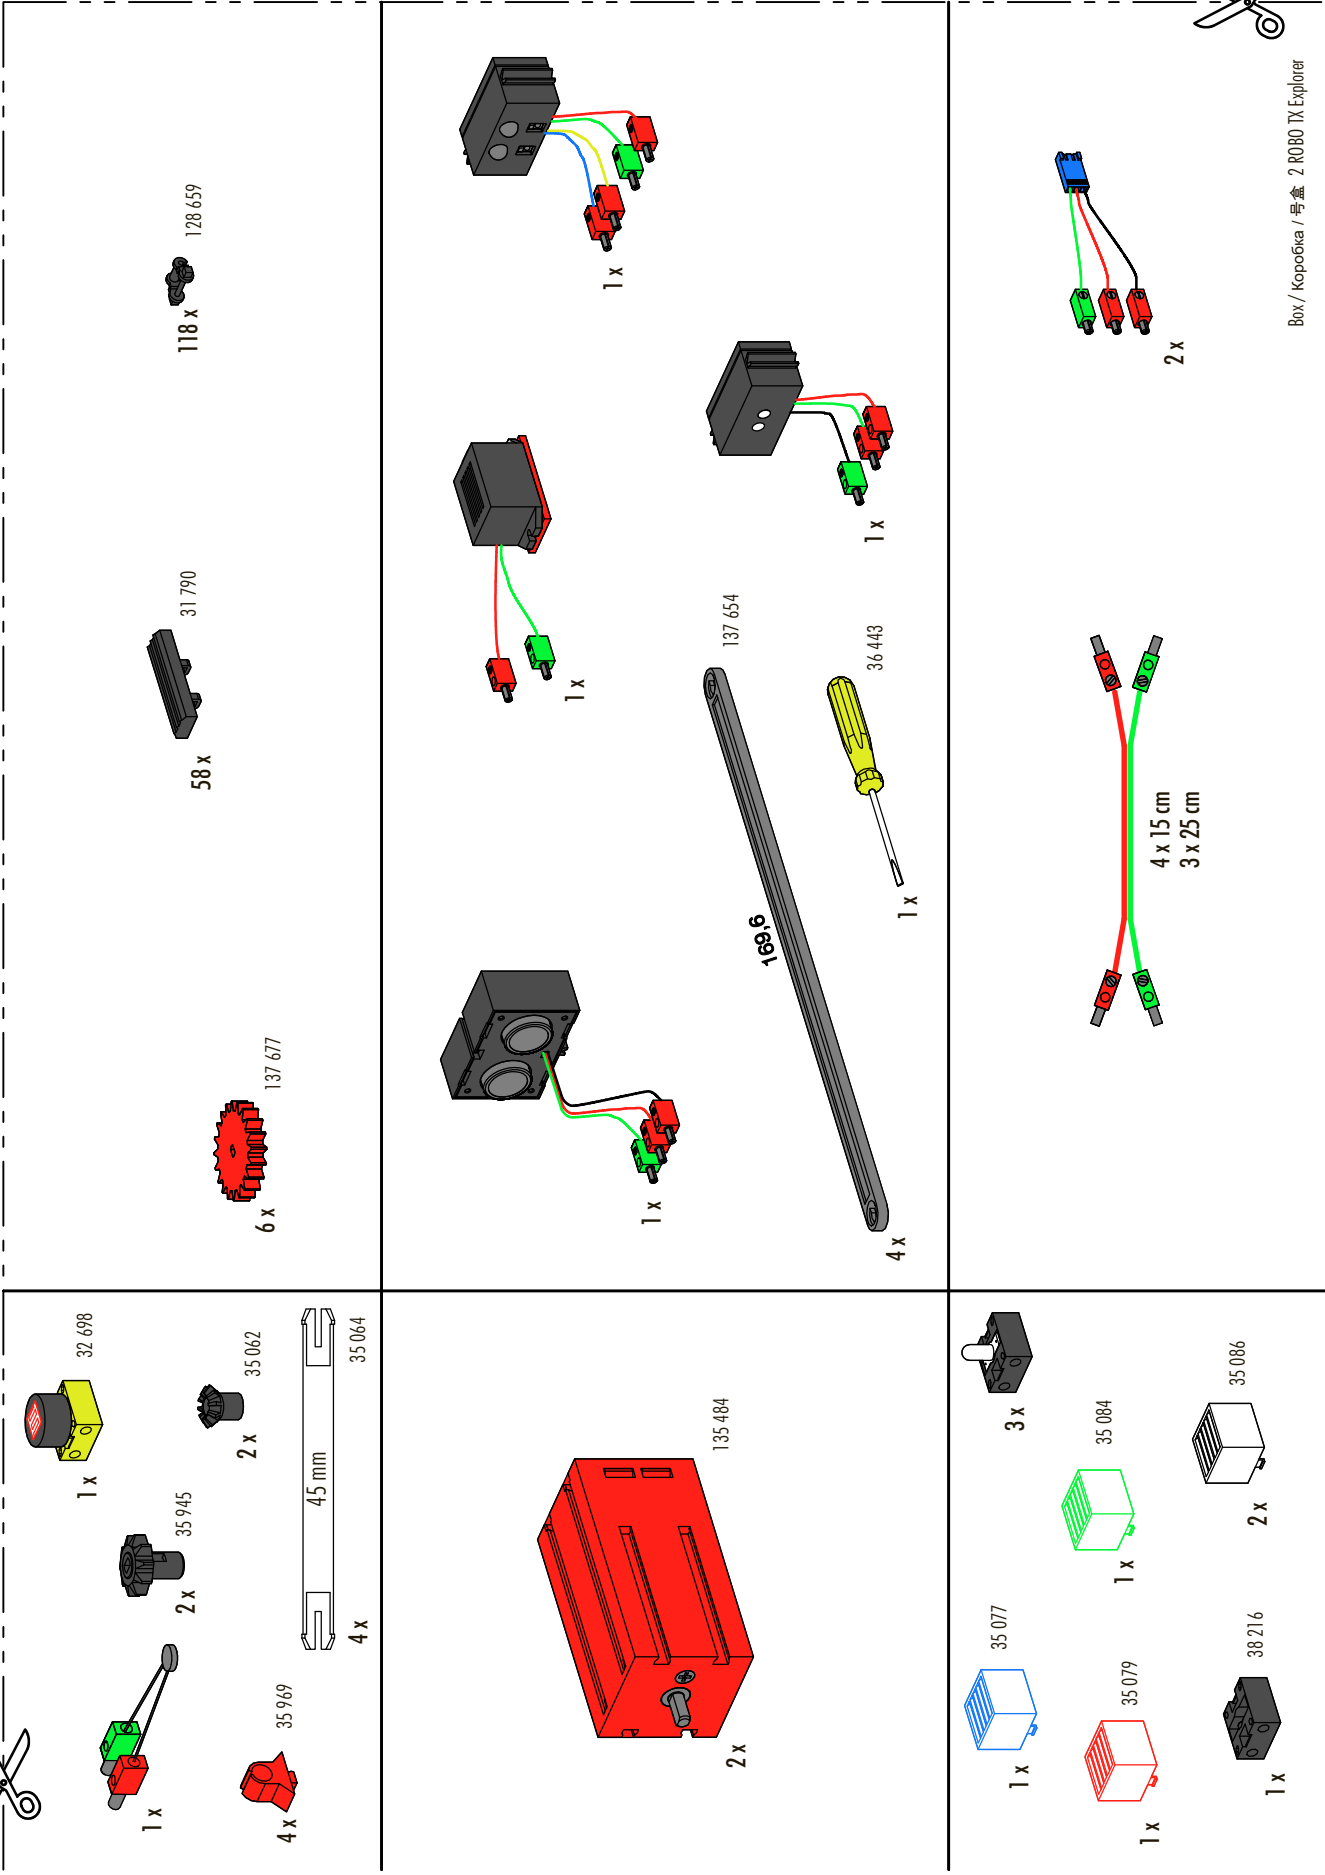 1 x
32 698
2 x
35 945
2 x
35 062
1 x
4 x
35 969
45 mm
4 x
35 064
6 x
137 677
58 x
31 790
118 x
128 659
2 x
135 484
1 x
1 x
1 x
1 x
169,6
4 x
137 654
1 x
36 443
3 x
1 x
35 077
1 x
35 084
1 x
35 079
2 x
35 086
1 x
38 216
4 x 15 cm
3 x 25 cm
2 x
Box / Коробка / 号盒 2 ROBO TX Explorer